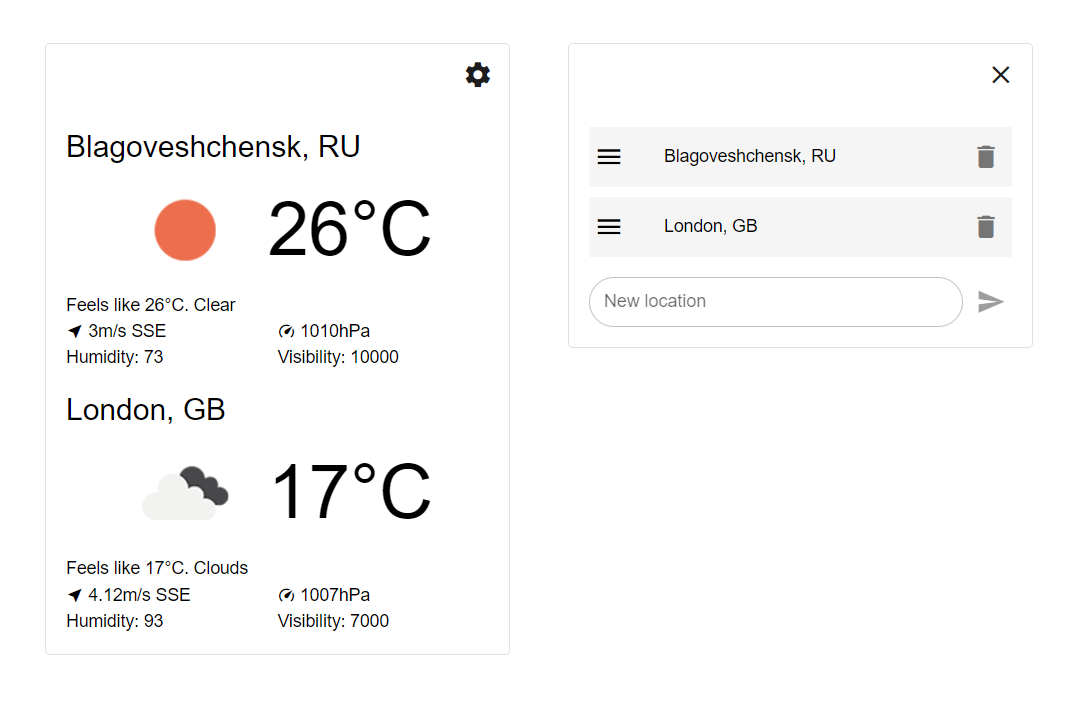 Blagoveshchensk, RU
26°C
Feels like 26°C. Clear
3m/s SSE
1010hPa
Humidity: 73
Visibility: 10000
London, GB
17°C
Feels like 17°C. Clouds
4.12m/s SSE
1007hPa
Humidity: 93
Visibility: 7000
Blagoveshchensk, RU
London, GB
New location